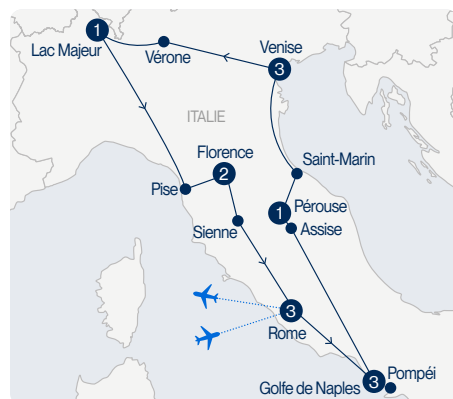 1
Lac Majeur
Vérone
Venise
3
ITALIE
Florence
2
Saint-Marin
Pise
Pérouse
1
Assise
Sienne
3
Rome
Pompéi
Golfe de Naples
3